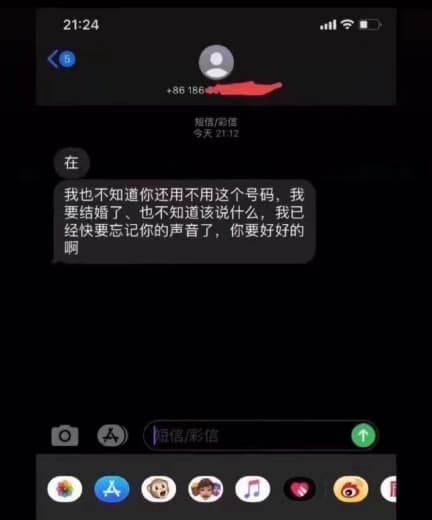 21:24
5
+86 186
短信/彩信
今天 21:12
在
我也不知道你还用不用这个号码，我
要结婚了、也不知道该说什么，我已
经快要忘记你的声音了，你要好好的
啊
短信/彩信